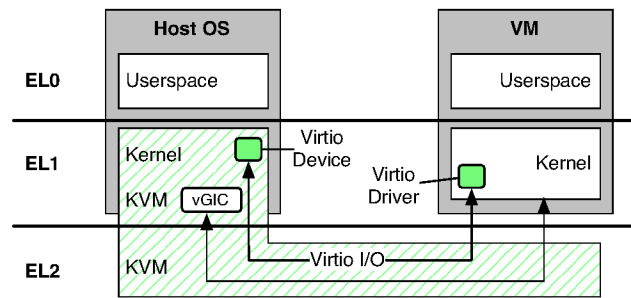 Host OS
VM
EL0
Userspace
Userspace
EL1
Kernel
Virtio
Device
Virtio
Driver
Kernel
KVM
vGIC
EL2
KVM
Virtio I/O